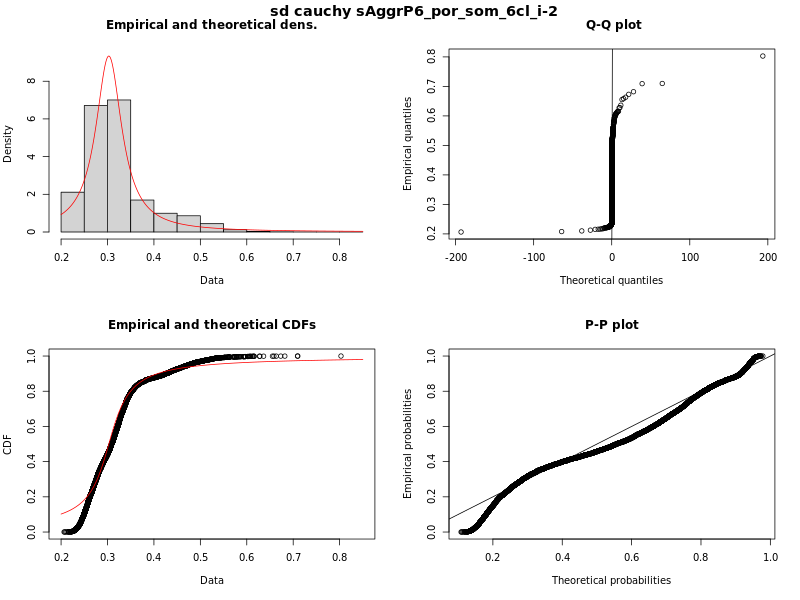 sd cauchy sAggrP6_por_som_6cl_i-2
Empirical and theoretical dens.
Density
0 2 4 6 8
0.2 0.3 0.4 0.5 0.6 0.7 0.8
Data
Q-Q plot
Empirical quantiles
0.2 0.3 0.4 0.5 0.6 0.7 0.8
-200 -100 0 100 200
Theoretical quantiles
Empirical and theoretical CDFs
CDF
0.0 0.2 0.4 0.6 0.8 1.0
0.2 0.3 0.4 0.5 0.6 0.7 0.8
Data
P-P plot
Empirical probabilities
0.0 0.2 0.4 0.6 0.8 1.0
0.2 0.4 0.6 0.8 1.0
Theoretical probabilities